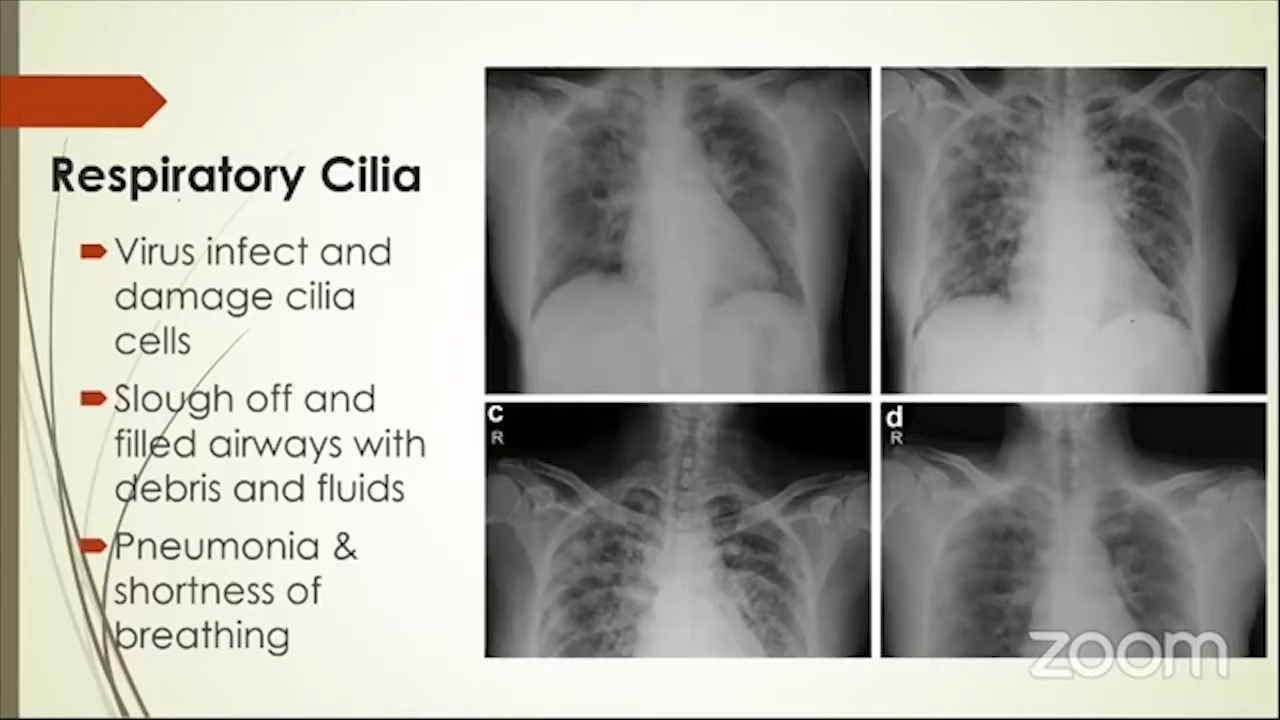 Respiratory Cilia
Virus infect and
damage cilia
cells
Slough off and
filled airways with
debris and fluids
Pneumonia &
shortness of
breathing
c
R
d
R
zoom